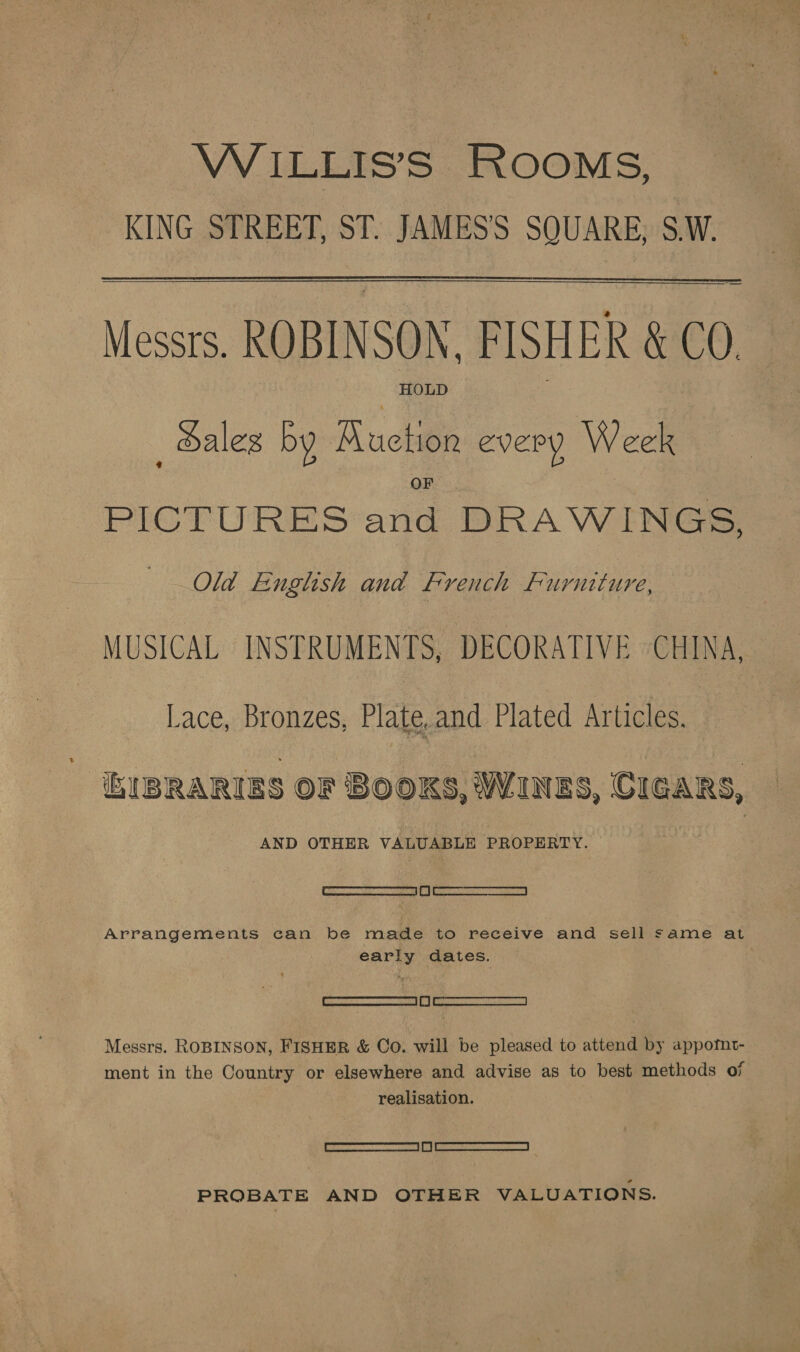 WILLIS'S ROOMS,
KING STREET, ST. JAMES'S SQUARE, S.W.
Messrs. ROBINSON, FISHER & CO.
HOLD
Sales By Auction every Week
OF
PICTURES and DRAWINGS,
Old English and French Furniture,
MUSICAL INSTRUMENTS, DECORATIVE CHINA,
Lace, Bronzes, Plate, and Plated Articles.
LIBRARIES OF BOOKS, WINES, CIGARS,
AND OTHER VALUABLE PROPERTY.
Arrangements can be made to receive and sell same at
early dates.
Messrs. ROBINSON, FISHER & Co. will be pleased to attend by appoint-
ment in the Country or elsewhere and advise as to best methods of
realisation.
PROBATE AND OTHER VALUATIONS.